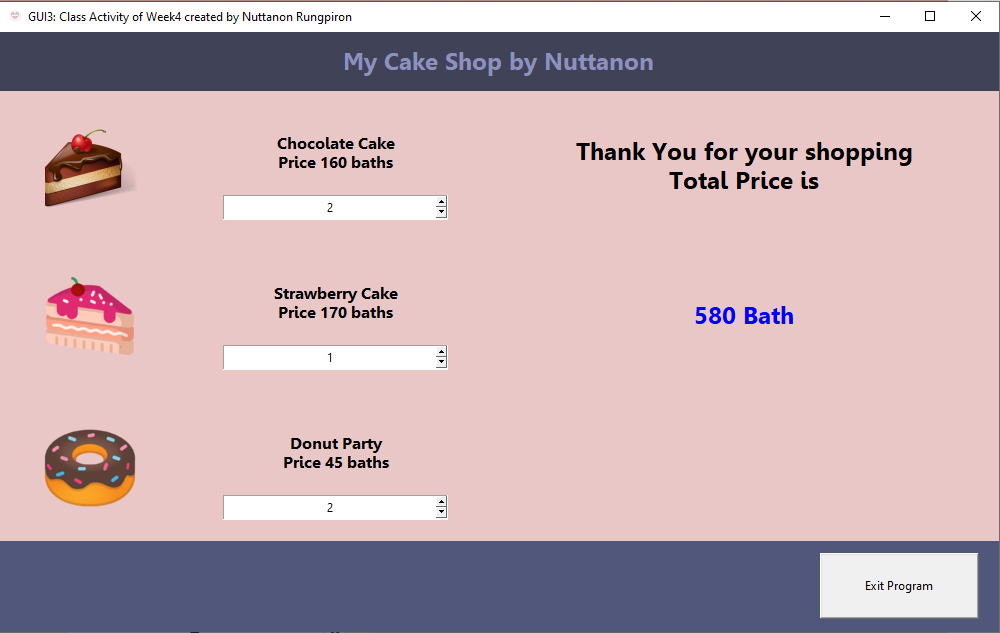 GUI3: Class Activity of Week4 created by Nuttanon Rungpiron
My Cake Shop by Nuttanon
Chocolate Cake
Price 160 baths
2
Strawberry Cake
Price 170 baths
1
Donut Party
Price 45 baths
2
Thank You for your shopping
Total Price is
580 Bath
Exit Program